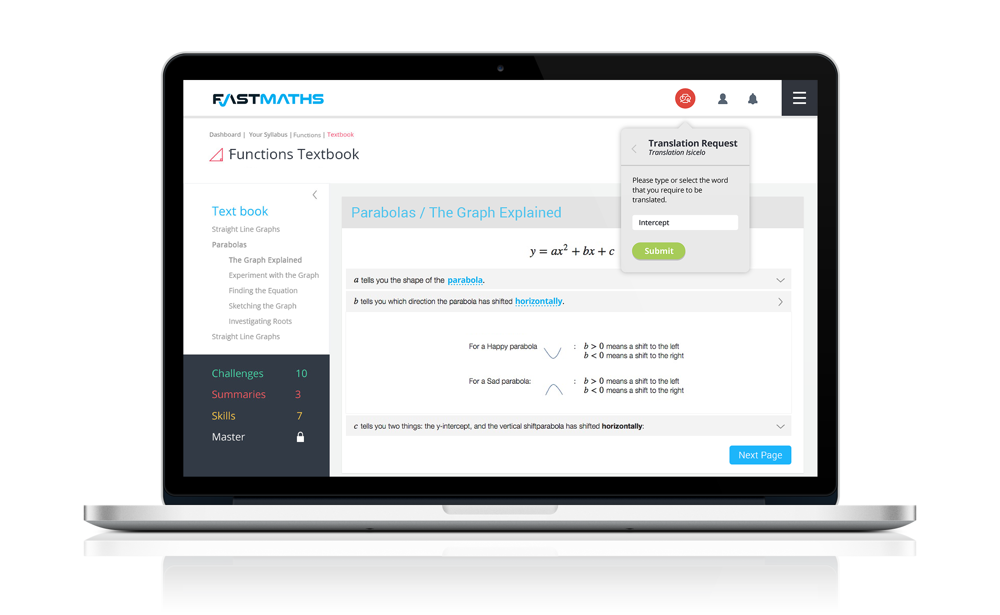 FASTMATHS
Dashboard | Your Syllabus | Functions | Textbook
Functions Textbook
Translation Request
Translation Isicelo
Please type or select the word
that you require to be
translated.
Intercept
Submit
Text book
Straight Line Graphs
Parabolas
The Graph Explained
Experiment with the Graph
Finding the Equation
Sketching the Graph
Investigating Roots
Straight Line Graphs
Challenges 10
Summaries 3
Skills 7
Master
Parabolas / The Graph Explained
y = ax² + bx + c
a tells you the shape of the parabola.
b tells you which direction the parabola has shifted horizontally.
For a Happy parabola : b > 0 means a shift to the left
b < 0 means a shift to the right
For a Sad parabola: : b > 0 means a shift to the left
b < 0 means a shift to the right
c tells you two things: the y-intercept, and the vertical shiftparabola has shifted horizontally:
Next Page